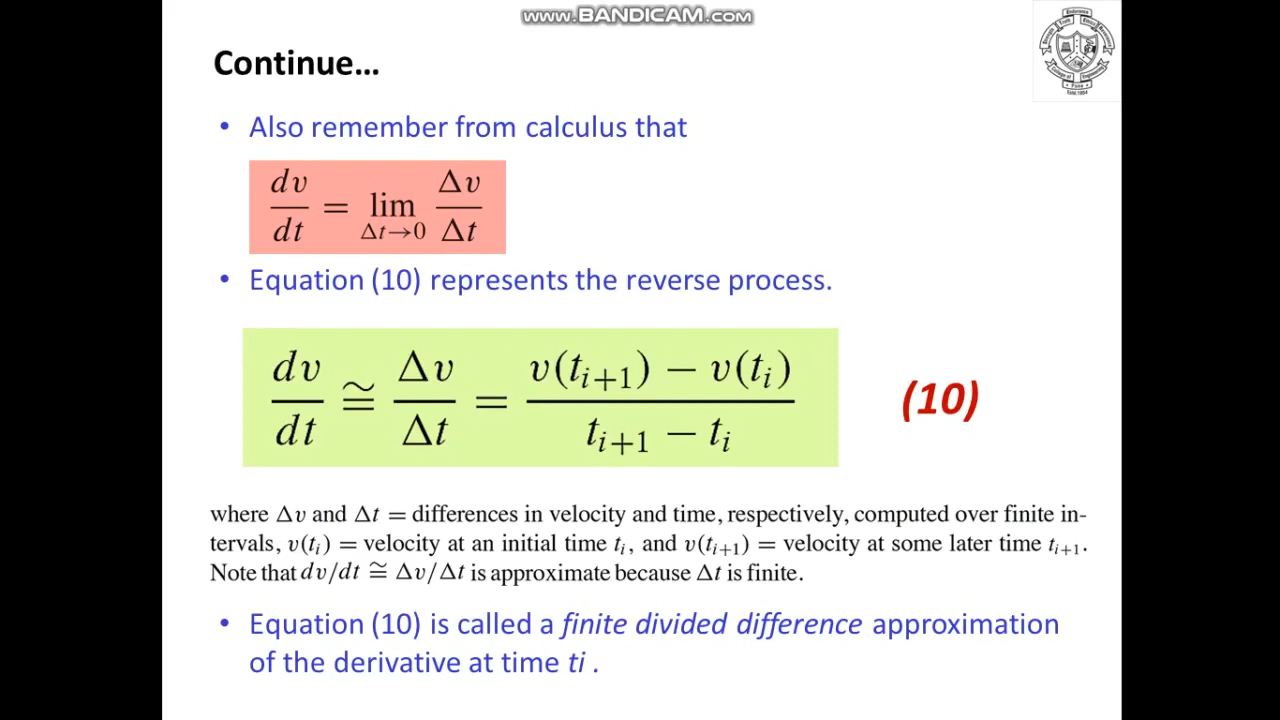 www.BANDICAM.com
Continue...
• Also remember from calculus that
dv/dt = lim Δt→0 Δv/Δt
• Equation (10) represents the reverse process.
dv/dt ≅ Δv/Δt = v(tᵢ₊₁) − v(tᵢ) / tᵢ₊₁ − tᵢ (10)
where Δv and Δt = differences in velocity and time, respectively, computed over finite in-
tervals, v(tᵢ) = velocity at an initial time tᵢ, and v(tᵢ₊₁) = velocity at some later time tᵢ₊₁.
Note that dv/dt ≅ Δv/Δt is approximate because Δt is finite.
• Equation (10) is called a finite divided difference approximation
of the derivative at time ti .